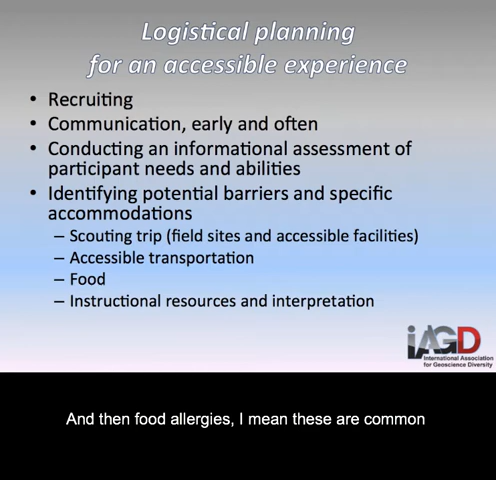 Logistical planning
for an accessible experience
• Recruiting
• Communication, early and often
• Conducting an informational assessment of
participant needs and abilities
• Identifying potential barriers and specific
accommodations
– Scouting trip (field sites and accessible facilities)
– Accessible transportation
– Food
– Instructional resources and interpretation
iAGD
International Association
for Geoscience Diversity
And then food allergies, I mean these are common